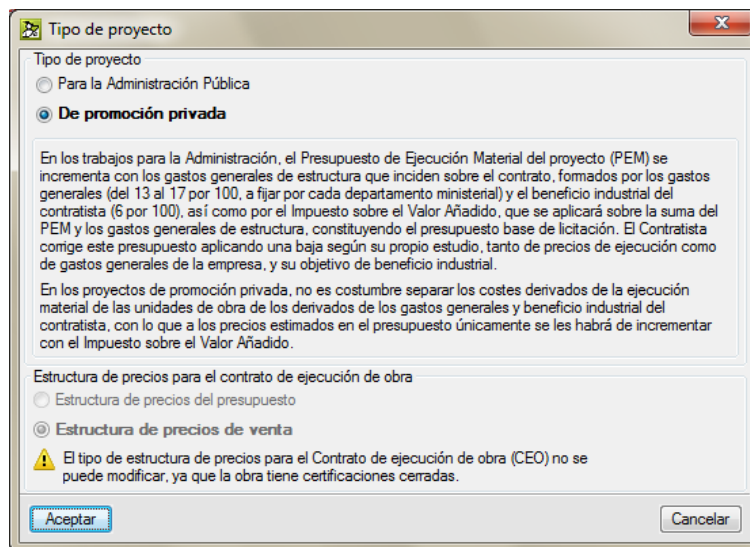 Tipo de proyecto
Tipo de proyecto
Para la Administración Pública
De promoción privada
En los trabajos para la Administración, el Presupuesto de Ejecución Material del proyecto (PEM) se
incrementa con los gastos generales de estructura que inciden sobre el contrato, formados por los gastos
generales (del 13 al 17 por 100, a fijar por cada departamento ministerial) y el beneficio industrial del
contratista (6 por 100), así como por el Impuesto sobre el Valor Añadido, que se aplicará sobre la suma del
PEM y los gastos generales de estructura, constituyendo el presupuesto base de licitación. El Contratista
corrige este presupuesto aplicando una baja según su propio estudio, tanto de precios de ejecución como
de gastos generales de la empresa, y su objetivo de beneficio industrial.
En los proyectos de promoción privada, no es costumbre separar los costes derivados de la ejecución
material de las unidades de obra de los derivados de los gastos generales y beneficio industrial del
contratista, con lo que a los precios estimados en el presupuesto únicamente se les habrá de incrementar
con el Impuesto sobre el Valor Añadido.
Estructura de precios para el contrato de ejecución de obra
Estructura de precios del presupuesto
Estructura de precios de venta
El tipo de estructura de precios para el Contrato de ejecución de obra (CEO) no se
puede modificar, ya que la obra tiene certificaciones cerradas.
Aceptar
Cancelar